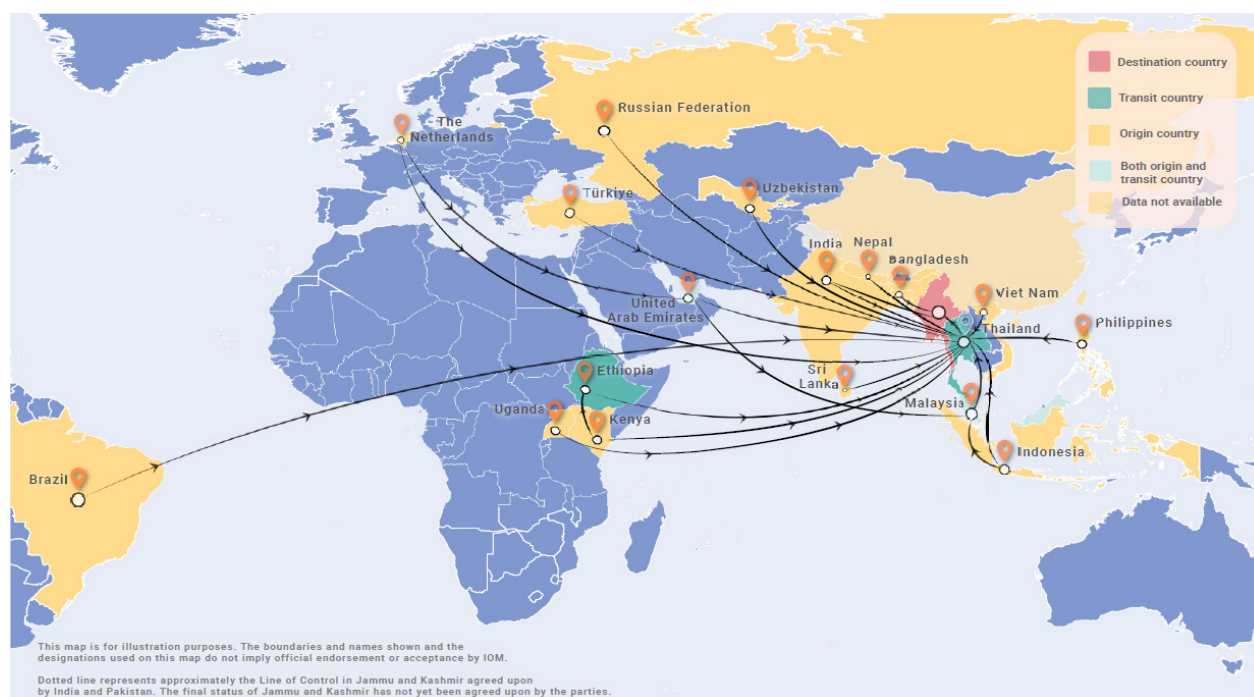 Destination country
Transit country
Origin country
Both origin and
transit country
Data not available
Russian Federation
The
Netherlands
Türkiye
Uzbekistan
India
Nepal
Bangladesh
Viet Nam
United
Arab Emirates
Thailand
Philippines
Ethiopia
Sri
Lanka
Malaysia
Uganda
Kenya
Indonesia
Brazil
This map is for illustration purposes. The boundaries and names shown and the
designations used on this map do not imply official endorsement or acceptance by IOM.
Dotted line represents approximately the Line of Control in Jammu and Kashmir agreed upon
by India and Pakistan. The final status of Jammu and Kashmir has not yet been agreed upon by the parties.